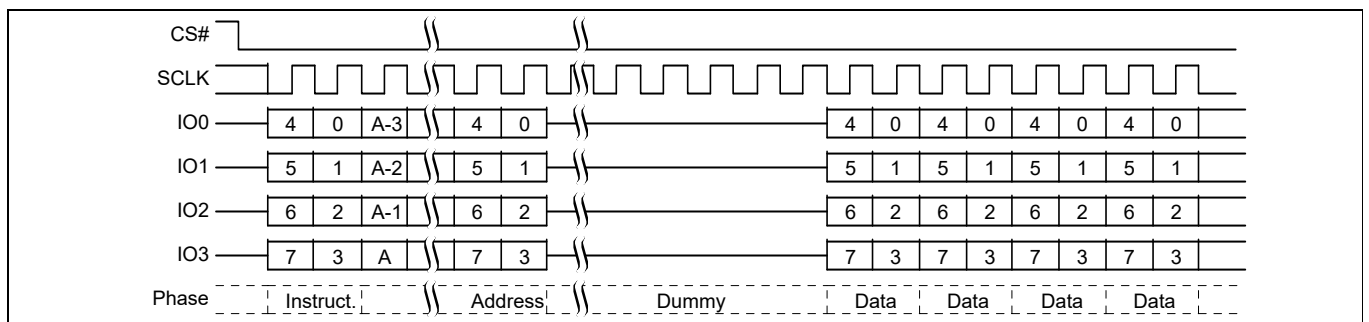 CS#
SCLK
IO0 4 0 A-3 4 0 4 0 4 0 4 0 4 0
IO1 5 1 A-2 5 1 5 1 5 1 5 1 5 1
IO2 6 2 A-1 6 2 6 2 6 2 6 2 6 2
IO3 7 3 A 7 3 7 3 7 3 7 3 7 3
Phase Instruct. Address Dummy Data Data Data Data